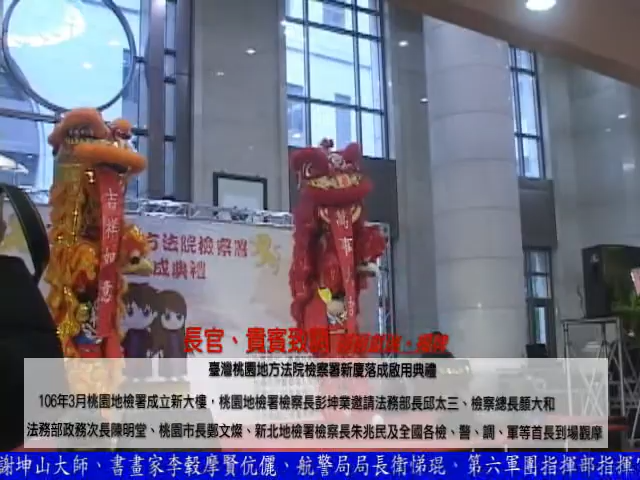 吉祥如意
萬事
方法院檢察署
成典禮
長官、貴賓致
臺灣桃園地方法院檢察署新廈落成啟用典禮
106年3月桃園地檢署成立新大樓，桃園地檢署檢察長彭坤業邀請法務部長邱太三、檢察總長顏大和
法務部政務次長陳明堂、桃園市長鄭文燦、新北地檢署檢察長朱兆民及全國各檢、警、調、軍等首長到場觀摩
謝坤山大師、書畫家李轂摩賢伉儷、航警局局長衛悌琨、第六軍團指揮部指揮